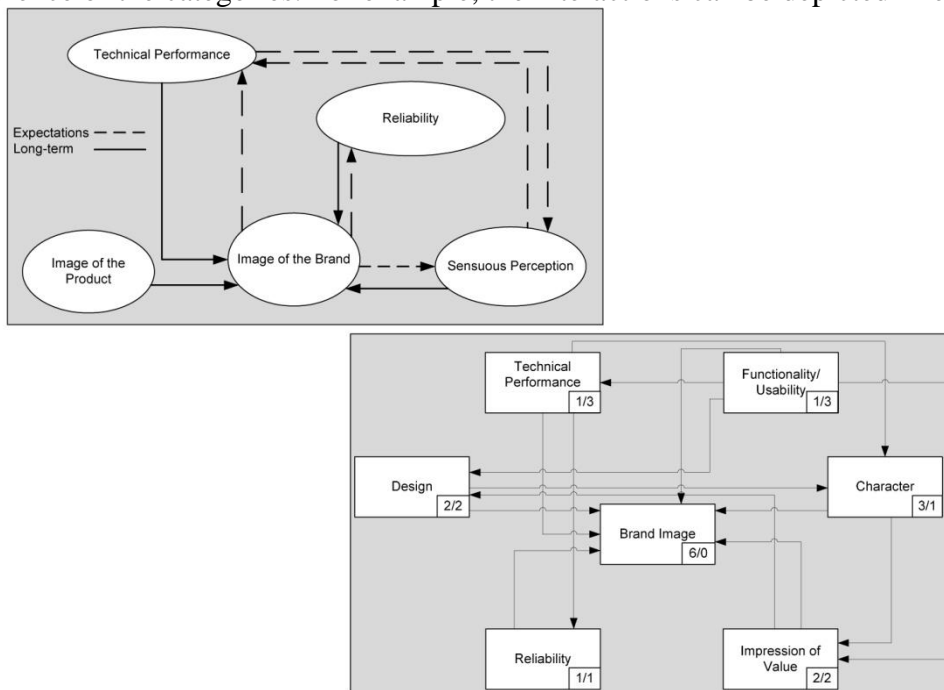 Technical Performance
Reliability
Expectations
Long-term
Image of the
Product
Image of the Brand
Sensuous Perception
Technical
Performance
1/3
Functionality/
Usability
1/3
Design
2/2
Character
3/1
Brand Image
6/0
Reliability
1/1
Impression of
Value
2/2